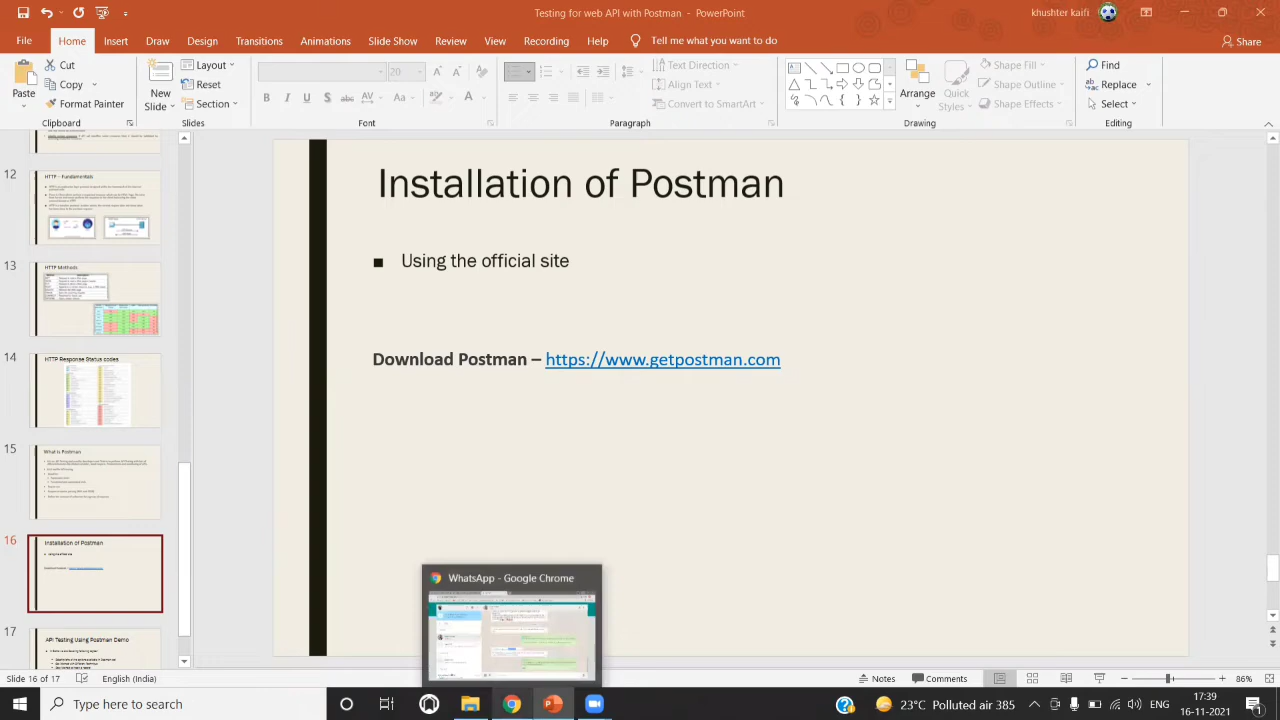 Testing for web API with Postman - PowerPoint
khushter kaifi
File Home Insert Draw Design Transitions Animations Slide Show Review View Recording Help Tell me what you want to do
Share
Paste
Cut
Copy
Format Painter
Clipboard
New
Slide
Layout
Reset
Section
Slides
20
Font
Text Direction
Align Text
Convert to SmartArt
Paragraph
Arrange
Quick
Styles
Shape Fill
Shape Outline
Shape Effects
Drawing
Find
Replace
Select
Editing
12
HTTP – Fundamentals
13
HTTP Methods
14
HTTP Response Status codes
15
What is Postman
16
Installation of Postman
17
API Testing Using Postman Demo
Installation of Postman
■ Using the official site
Download Postman – https://www.getpostman.com
WhatsApp - Google Chrome
Slide 16 of 17
English (India)
Notes
Comments
86%
Type here to search
23°C Polluted air 385
ENG
17:39
16-11-2021
1